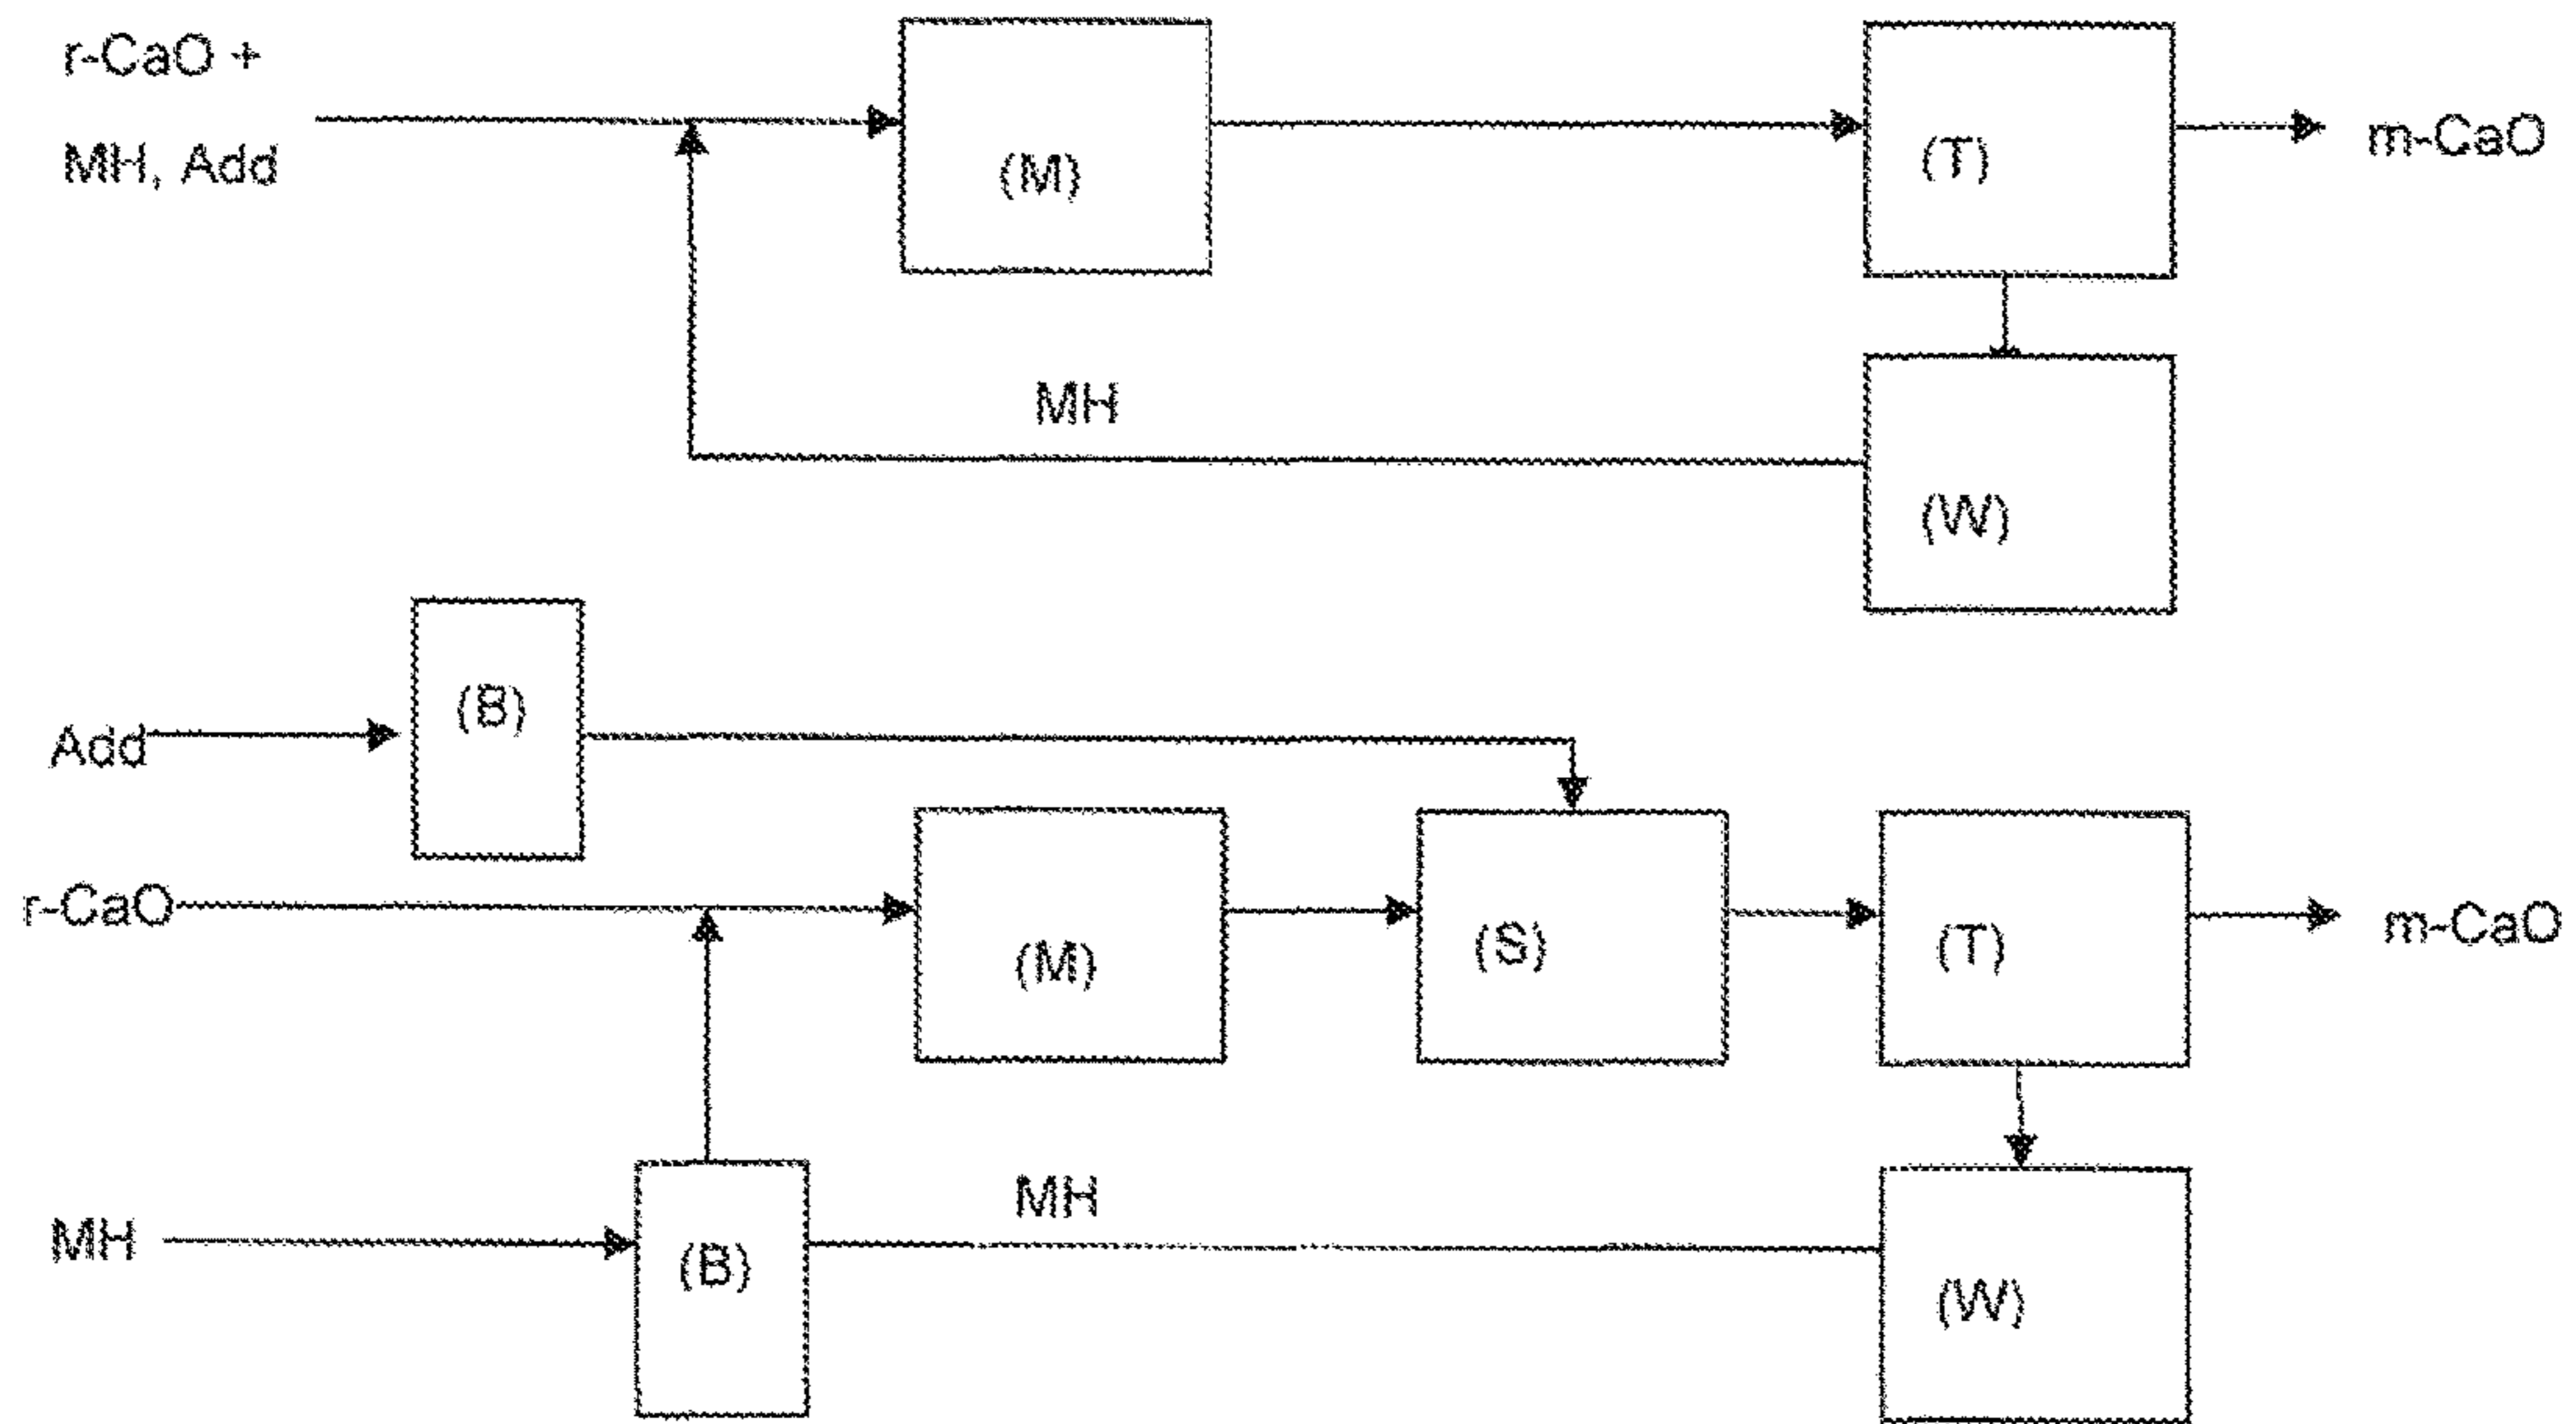 r-CaO +
MH, Add
(M)
(T)
m-CaO
MH
(W)
Add
(B)
r-CaO
(M)
(S)
(T)
m-CaO
MH
(B)
MH
(W)